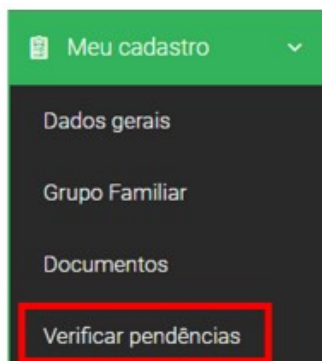 Meu cadastro
Dados gerais
Grupo Familiar
Documentos
Verificar pendências